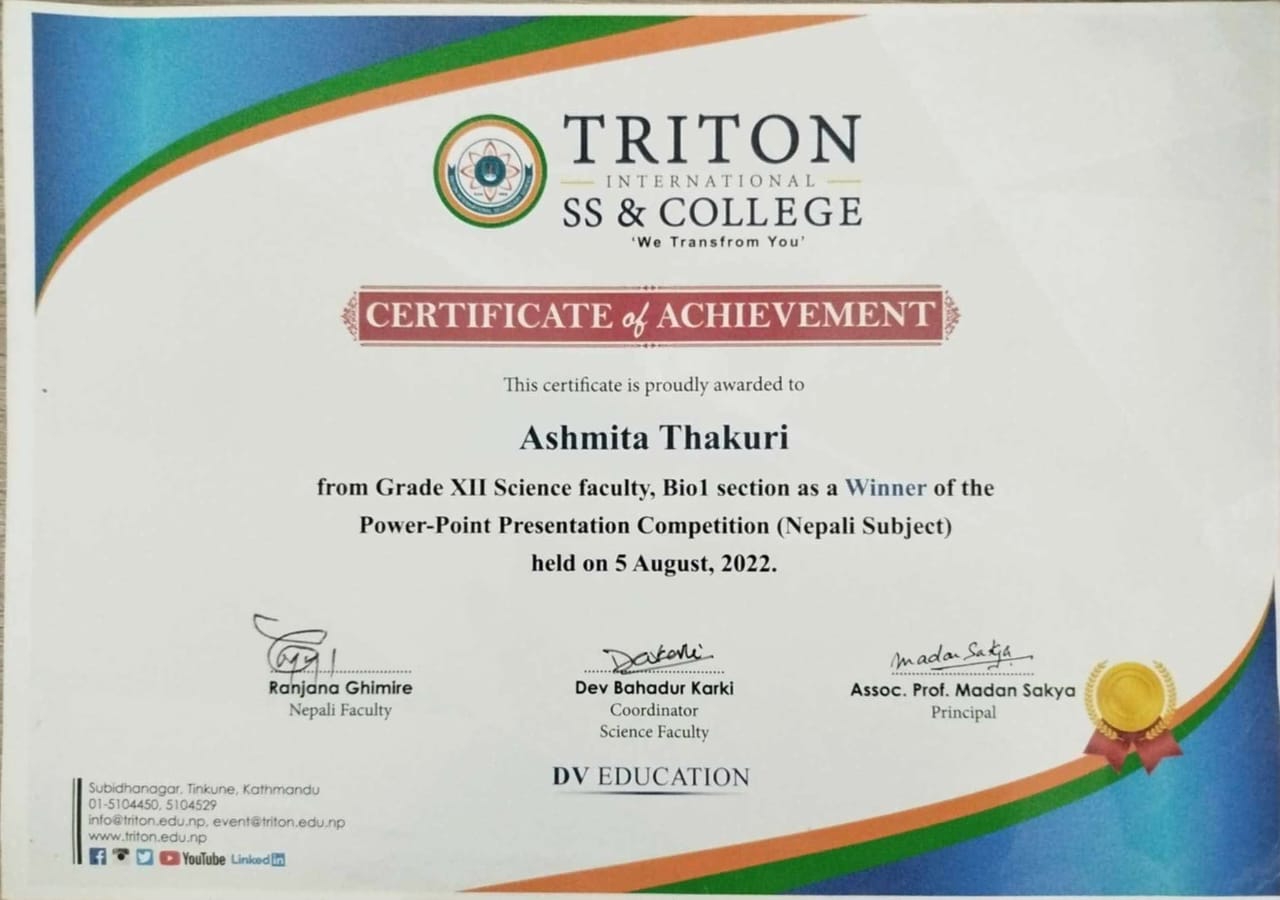 TRITON
INTERNATIONAL
SS & COLLEGE
'We Transfrom You'
CERTIFICATE of ACHIEVEMENT
This certificate is proudly awarded to
Ashmita Thakuri
from Grade XII Science faculty, Bio1 section as a Winner of the
Power-Point Presentation Competition (Nepali Subject)
held on 5 August, 2022.
Madan Sakya
Ranjana Ghimire
Nepali Faculty
Dev Bahadur Karki
Coordinator
Science Faculty
Assoc. Prof. Madan Sakya
Principal
DV EDUCATION
Subidhanagar, Tinkune, Kathmandu
01-5104450, 5104529
info@triton.edu.np, event@triton.edu.np
www.triton.edu.np
YouTube Linked in